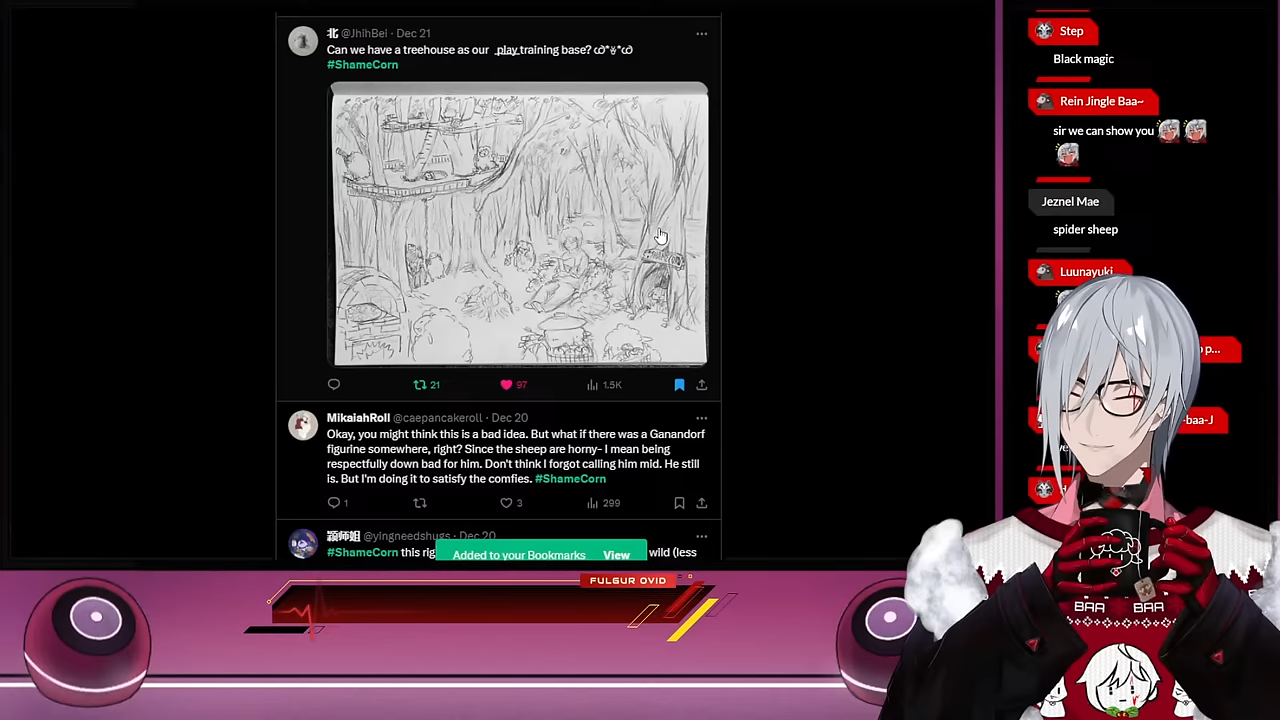 北 @JhihBei · Dec 21
Can we have a treehouse as our play training base?
#ShameCorn
21
97
1.5K
MikaiahRoll @caepancakeroll · Dec 20
Okay, you might think this is a bad idea. But what if there was a Ganandorf
figurine somewhere, right? Since the sheep are horny- I mean being
respectfully down bad for him. Don't think I forgot calling him mid. He still
is. But I'm doing it to satisfy the comfies. #ShameCorn
1
3
299
颖师姐 @yingneedshugs · Dec 20
#ShameCorn this
wild (less
Added to your Bookmarks View
FULGUR OVID
Step
Black magic
Rein Jingle Baa~
sir we can show you
Jeznel Mae
spider sheep
Luunayuki
p...
-baa-J
BAA BAA